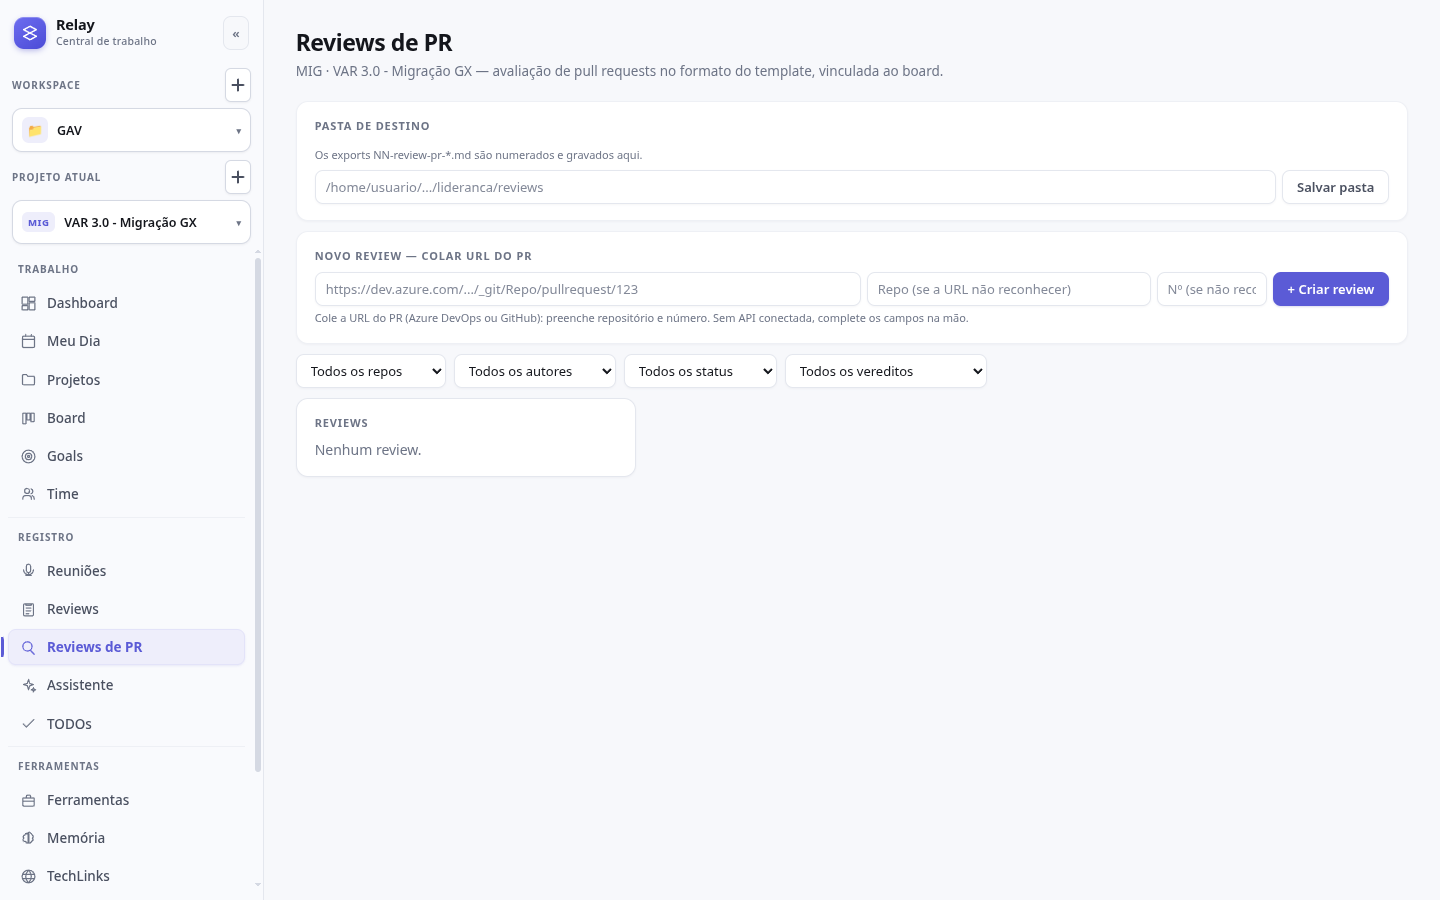 Relay
Central de trabalho
«
WORKSPACE
GAV
PROJETO ATUAL
MIG VAR 3.0 - Migração GX
TRABALHO
Dashboard
Meu Dia
Projetos
Board
Goals
Time
REGISTRO
Reuniões
Reviews
Reviews de PR
Assistente
TODOs
FERRAMENTAS
Ferramentas
Memória
TechLinks
Reviews de PR
MIG · VAR 3.0 - Migração GX — avaliação de pull requests no formato do template, vinculada ao board.
PASTA DE DESTINO
Os exports NN-review-pr-*.md são numerados e gravados aqui.
/home/usuario/.../lideranca/reviews
Salvar pasta
NOVO REVIEW — COLAR URL DO PR
https://dev.azure.com/.../_git/Repo/pullrequest/123
Repo (se a URL não reconhecer)
Nº (se não reco
+ Criar review
Cole a URL do PR (Azure DevOps ou GitHub): preenche repositório e número. Sem API conectada, complete os campos na mão.
Todos os repos
Todos os autores
Todos os status
Todos os vereditos
REVIEWS
Nenhum review.